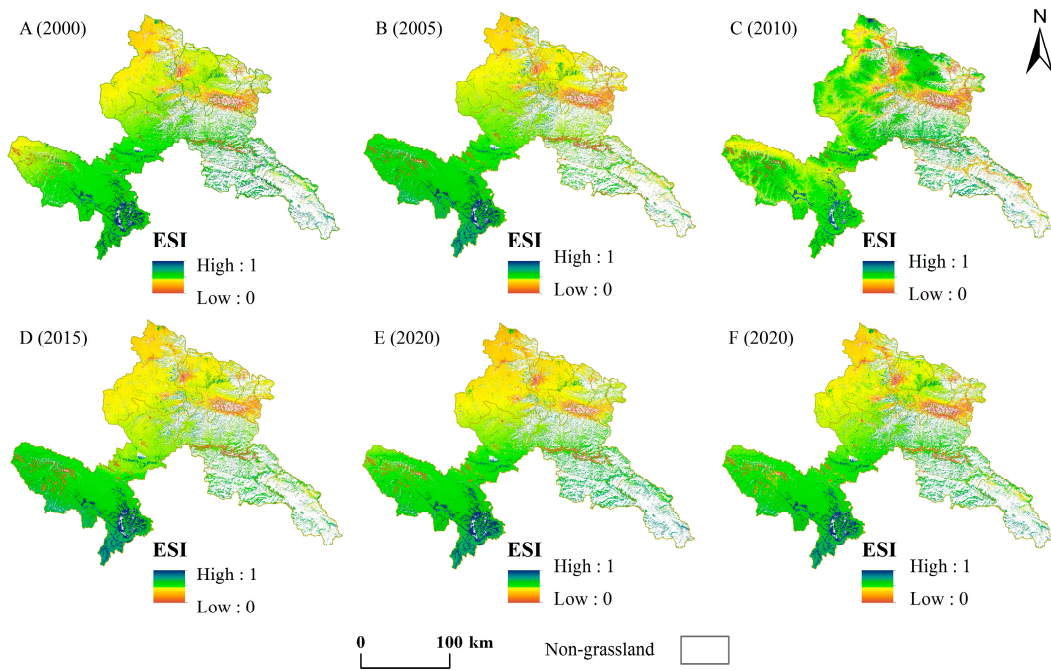 A (2000)
B (2005)
C (2010)
N
ESI
High : 1
Low : 0
ESI
High : 1
Low : 0
ESI
High : 1
Low : 0
D (2015)
E (2020)
F (2020)
ESI
High : 1
Low : 0
ESI
High : 1
Low : 0
ESI
High : 1
Low : 0
0 100 km
Non-grassland